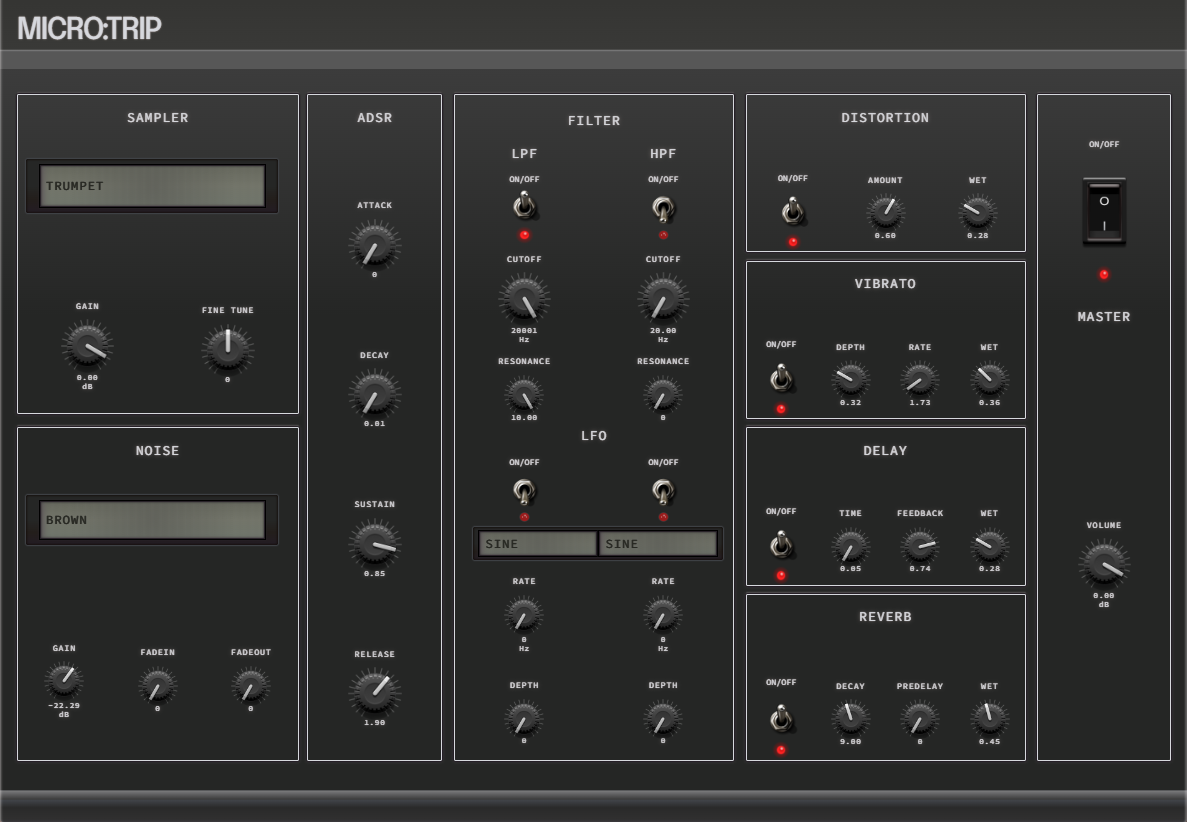 MICRO:TRIP
SAMPLER
TRUMPET
GAIN
0.00
dB
FINE TUNE
0
NOISE
BROWN
GAIN
-22.29
dB
FADEIN
0
FADEOUT
0
ADSR
ATTACK
0
DECAY
0.01
SUSTAIN
0.85
RELEASE
1.90
FILTER
LPF
HPF
ON/OFF
ON/OFF
CUTOFF
20001
Hz
CUTOFF
20.00
Hz
RESONANCE
10.00
RESONANCE
0
LFO
ON/OFF
ON/OFF
SINE
SINE
RATE
0
Hz
RATE
0
Hz
DEPTH
0
DEPTH
0
DISTORTION
ON/OFF
AMOUNT
0.60
WET
0.28
VIBRATO
ON/OFF
DEPTH
0.32
RATE
1.73
WET
0.36
DELAY
ON/OFF
TIME
0.05
FEEDBACK
0.74
WET
0.28
REVERB
ON/OFF
DECAY
9.00
PREDELAY
0
WET
0.45
ON/OFF
O
I
MASTER
VOLUME
0.00
dB